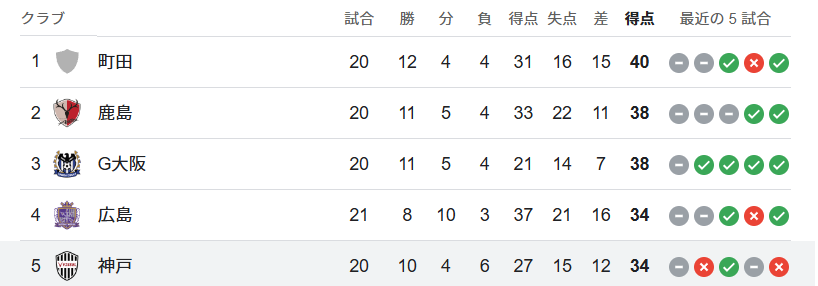 クラブ 試合 勝 分 負 得点 失点 差 得点 最近の 5 試合
1 町田 20 12 4 4 31 16 15 40
2 鹿島 20 11 5 4 33 22 11 38
3 G大阪 20 11 5 4 21 14 7 38
4 広島 21 8 10 3 37 21 16 34
5 神戸 20 10 4 6 27 15 12 34